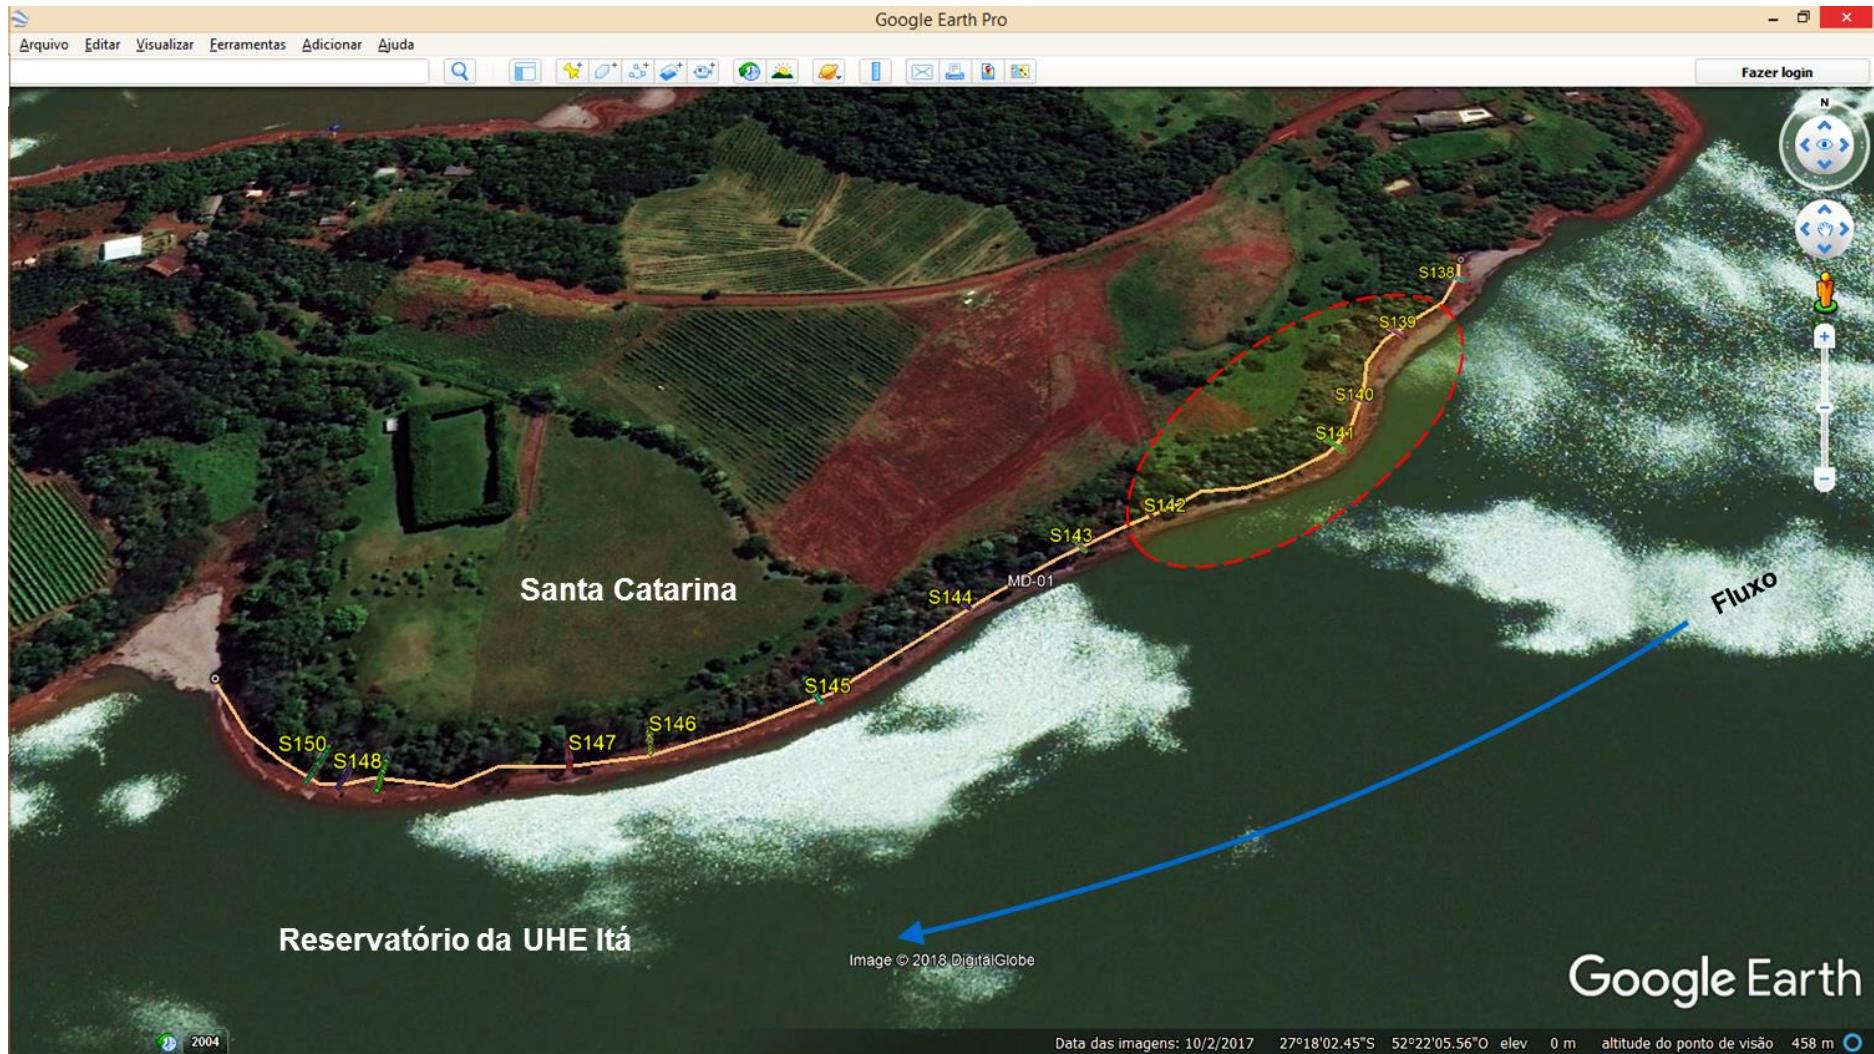 Google Earth Pro
Arquivo Editar Visualizar Ferramentas Adicionar Ajuda
Fazer login
N
S138
S139
S140
S141
S142
S143
MD-01
S144
Santa Catarina
Fluxo
S145
S146
S147
S150
S148
Reservatório da UHE Itá
Image © 2018 DigitalGlobe
Google Earth
2004
Data das imagens: 10/2/2017 27°18'02.45"S 52°22'05.56"O elev 0 m altitude do ponto de visão 458 m